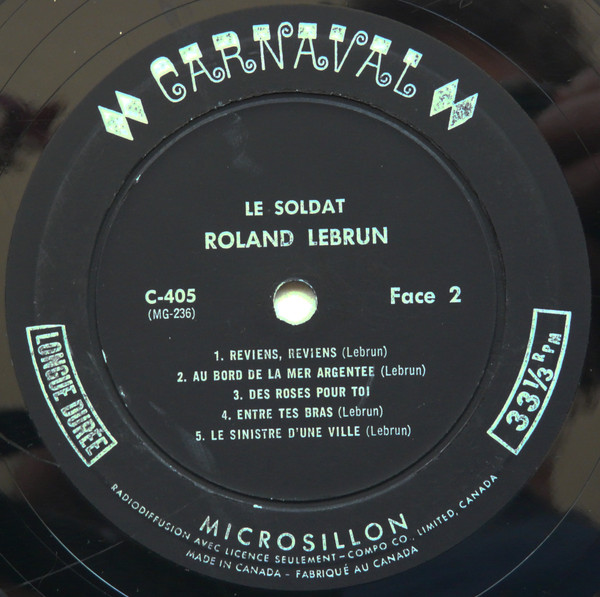 CARNAVAL
LE SOLDAT
ROLAND LEBRUN
C-405
(MG-236)
Face 2
1. REVIENS, REVIENS (Lebrun)
2. AU BORD DE LA MER ARGENTEE (Lebrun)
3. DES ROSES POUR TOI
4. ENTRE TES BRAS (Lebrun)
5. LE SINISTRE D'UNE VILLE (Lebrun)
LONGUE DURÉE
33 1/3 RPM
MICROSILLON
RADIODIFFUSION AVEC LICENCE SEULEMENT—COMPO CO., LIMITED, CANADA
MADE IN CANADA - FABRIQUÉ AU CANADA